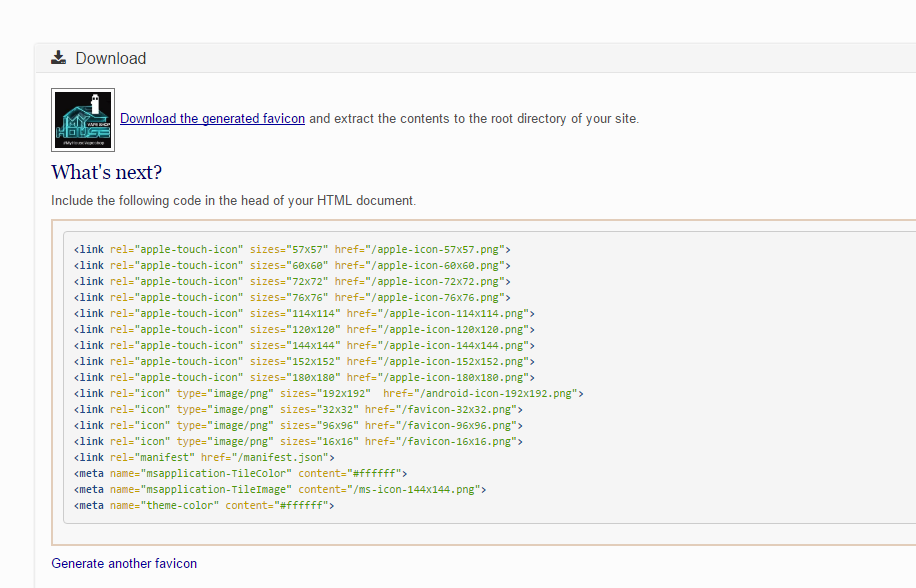 Download
MY
VAPE SHOP
HOUSE
#MyHouseVapeshop
Download the generated favicon and extract the contents to the root directory of your site.
What's next?
Include the following code in the head of your HTML document.
<link rel="apple-touch-icon" sizes="57x57" href="/apple-icon-57x57.png">
<link rel="apple-touch-icon" sizes="60x60" href="/apple-icon-60x60.png">
<link rel="apple-touch-icon" sizes="72x72" href="/apple-icon-72x72.png">
<link rel="apple-touch-icon" sizes="76x76" href="/apple-icon-76x76.png">
<link rel="apple-touch-icon" sizes="114x114" href="/apple-icon-114x114.png">
<link rel="apple-touch-icon" sizes="120x120" href="/apple-icon-120x120.png">
<link rel="apple-touch-icon" sizes="144x144" href="/apple-icon-144x144.png">
<link rel="apple-touch-icon" sizes="152x152" href="/apple-icon-152x152.png">
<link rel="apple-touch-icon" sizes="180x180" href="/apple-icon-180x180.png">
<link rel="icon" type="image/png" sizes="192x192"  href="/android-icon-192x192.png">
<link rel="icon" type="image/png" sizes="32x32" href="/favicon-32x32.png">
<link rel="icon" type="image/png" sizes="96x96" href="/favicon-96x96.png">
<link rel="icon" type="image/png" sizes="16x16" href="/favicon-16x16.png">
<link rel="manifest" href="/manifest.json">
<meta name="msapplication-TileColor" content="#ffffff">
<meta name="msapplication-TileImage" content="/ms-icon-144x144.png">
<meta name="theme-color" content="#ffffff">
Generate another favicon